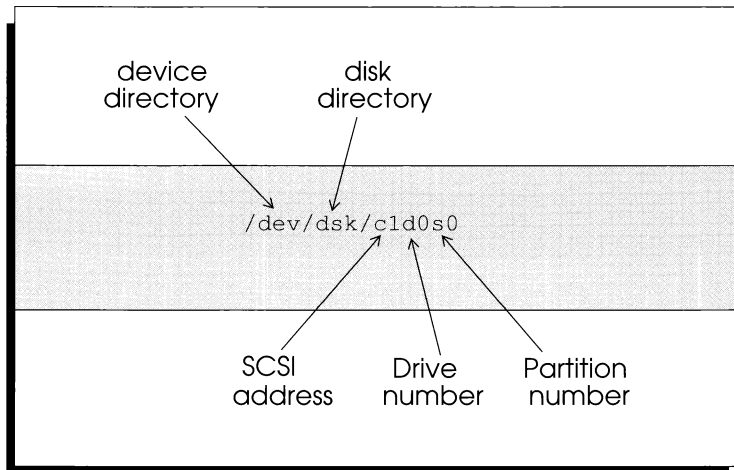 device
directory
disk
directory
/dev/dsk/c1d0s0
SCSI
address
Drive
number
Partition
number